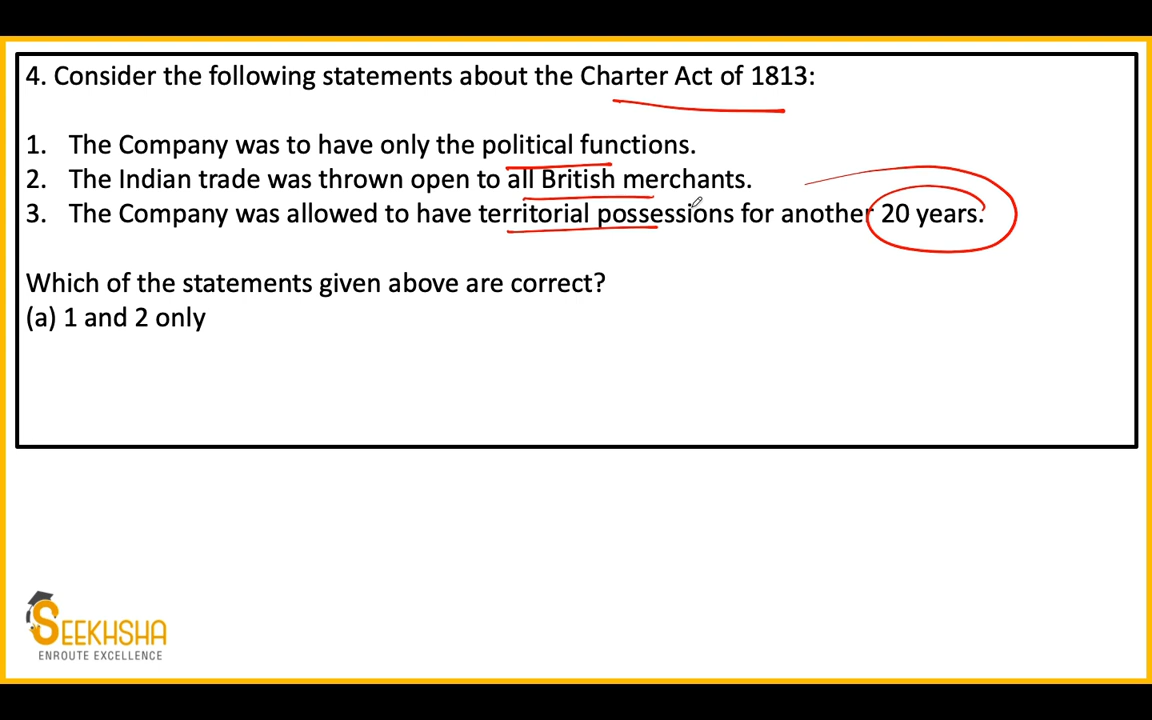 4. Consider the following statements about the Charter Act of 1813:
1. The Company was to have only the political functions.
2. The Indian trade was thrown open to all British merchants.
3. The Company was allowed to have territorial possessions for another 20 years.
Which of the statements given above are correct?
(a) 1 and 2 only
SEEKHSHA
ENROUTE EXCELLENCE